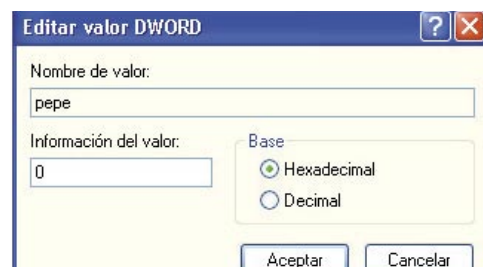 Editar valor DWORD
Nombre de valor:
pepe
Información del valor:
0
Base
Hexadecimal
Decimal
Aceptar
Cancelar